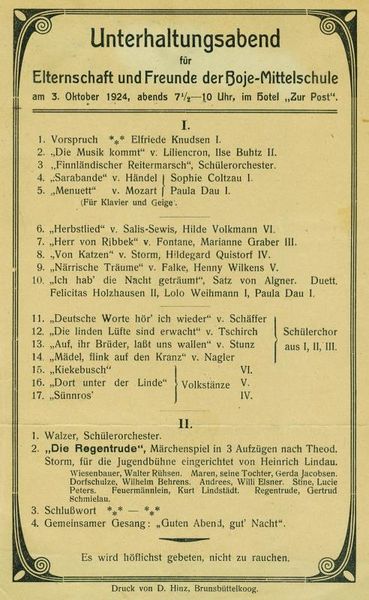 Unterhaltungsabend
für
Elternschaft und Freunde der Boje-Mittelschule
am 3. Oktober 1924, abends 7½—10 Uhr, im Hotel „Zur Post“.
I.
1. Vorspruch *⁎* Elfriede Knudsen I.
2. „Die Musik kommt“ v. Liliencron, Ilse Buhtz II.
3. „Finnländischer Reitermarsch“, Schülerorchester.
4. „Sarabande“ v. Händel } Sophie Coltzau I.
5. „Menuett“ v. Mozart } Paula Dau I.
(Für Klavier und Geige.)
6. „Herbstlied“ v. Salis-Sewis, Hilde Volkmann VI.
7. „Herr von Ribbek“ v. Fontane, Marianne Graber III.
8. „Von Katzen“ v. Storm, Hildegard Quistorf IV.
9. „Närrische Träume“ v. Falke, Henny Wilkens V.
10. „Ich hab' die Nacht geträumt“, Satz von Algner. Duett.
Felicitas Holzhausen II, Lolo Weihmann I, Paula Dau I.
11. „Deutsche Worte hör' ich wieder“ v. Schäffer
12. „Die linden Lüfte sind erwacht“ v. Tschirch } Schülerchor
13. „Auf, ihr Brüder, laßt uns wallen“ v. Stunz } aus I, II, III.
14. „Mädel, flink auf den Kranz“ v. Nagler
15. „Kiekebusch“ VI.
16. „Dort unter der Linde“ } Volkstänze V.
17. „Sünnros“ IV.
II.
1. Walzer, Schülerorchester.
2. „Die Regentrude“, Märchenspiel in 3 Aufzügen nach Theod.
Storm, für die Jugendbühne eingerichtet von Heinrich Lindau.
Wiesenbauer, Walter Rühsen. Maren, seine Tochter, Gerda Jacobsen.
Dorfschulze, Wilhelm Behrens. Andrees, Willi Elsner. Stine, Lucie
Peters. Feuermännlein, Kurt Lindstädt. Regentrude, Gertrud
Schmielau.
3. Schlußwort *⁎* — *⁎*
4. Gemeinsamer Gesang: „Guten Abend, gut' Nacht“.
Es wird höflichst gebeten, nicht zu rauchen.
Druck von D. Hinz, Brunsbüttelkoog.